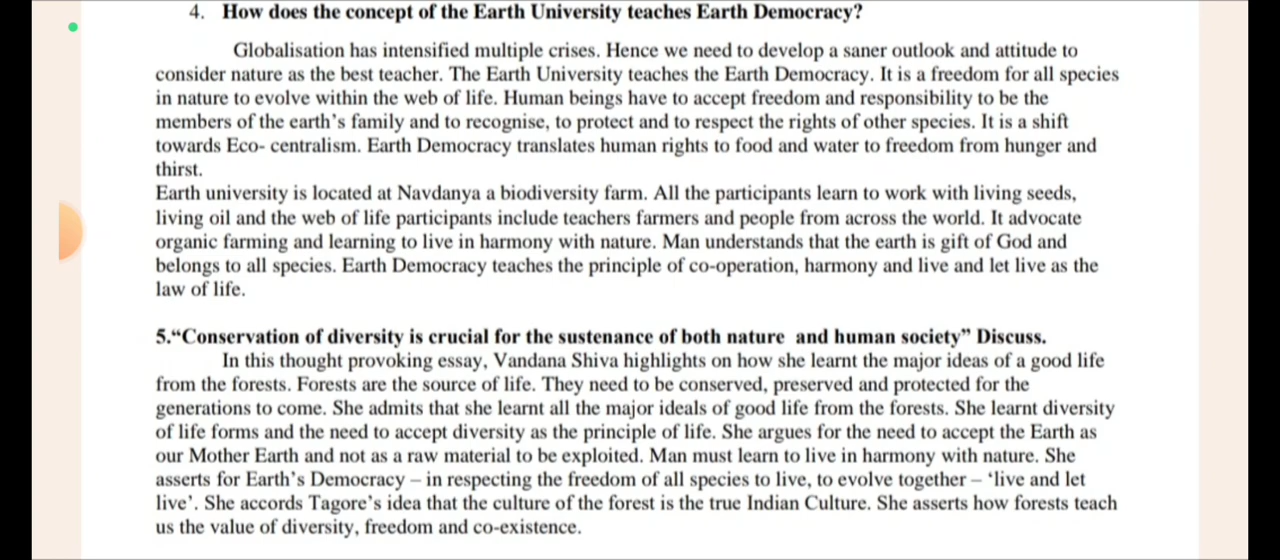 4. How does the concept of the Earth University teaches Earth Democracy?
Globalisation has intensified multiple crises. Hence we need to develop a saner outlook and attitude to
consider nature as the best teacher. The Earth University teaches the Earth Democracy. It is a freedom for all species
in nature to evolve within the web of life. Human beings have to accept freedom and responsibility to be the
members of the earth's family and to recognise, to protect and to respect the rights of other species. It is a shift
towards Eco- centralism. Earth Democracy translates human rights to food and water to freedom from hunger and
thirst.
Earth university is located at Navdanya a biodiversity farm. All the participants learn to work with living seeds,
living oil and the web of life participants include teachers farmers and people from across the world. It advocate
organic farming and learning to live in harmony with nature. Man understands that the earth is gift of God and
belongs to all species. Earth Democracy teaches the principle of co-operation, harmony and live and let live as the
law of life.
5.“Conservation of diversity is crucial for the sustenance of both nature and human society” Discuss.
In this thought provoking essay, Vandana Shiva highlights on how she learnt the major ideas of a good life
from the forests. Forests are the source of life. They need to be conserved, preserved and protected for the
generations to come. She admits that she learnt all the major ideals of good life from the forests. She learnt diversity
of life forms and the need to accept diversity as the principle of life. She argues for the need to accept the Earth as
our Mother Earth and not as a raw material to be exploited. Man must learn to live in harmony with nature. She
asserts for Earth's Democracy – in respecting the freedom of all species to live, to evolve together – ‘live and let
live’. She accords Tagore's idea that the culture of the forest is the true Indian Culture. She asserts how forests teach
us the value of diversity, freedom and co-existence.